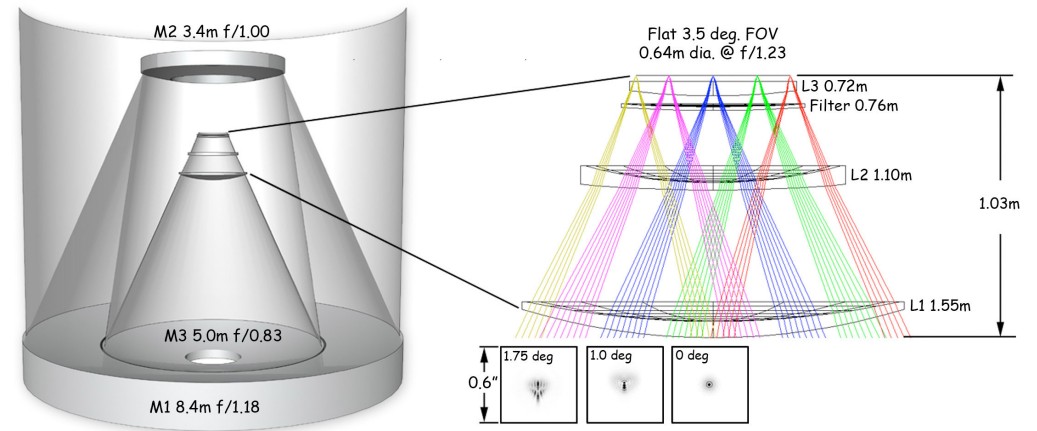 M2 3.4m f/1.00
M3 5.0m f/0.83
M1 8.4m f/1.18
Flat 3.5 deg. FOV
0.64m dia. @ f/1.23
L3 0.72m
Filter 0.76m
L2 1.10m
1.03m
L1 1.55m
0.6"
1.75 deg
1.0 deg
0 deg